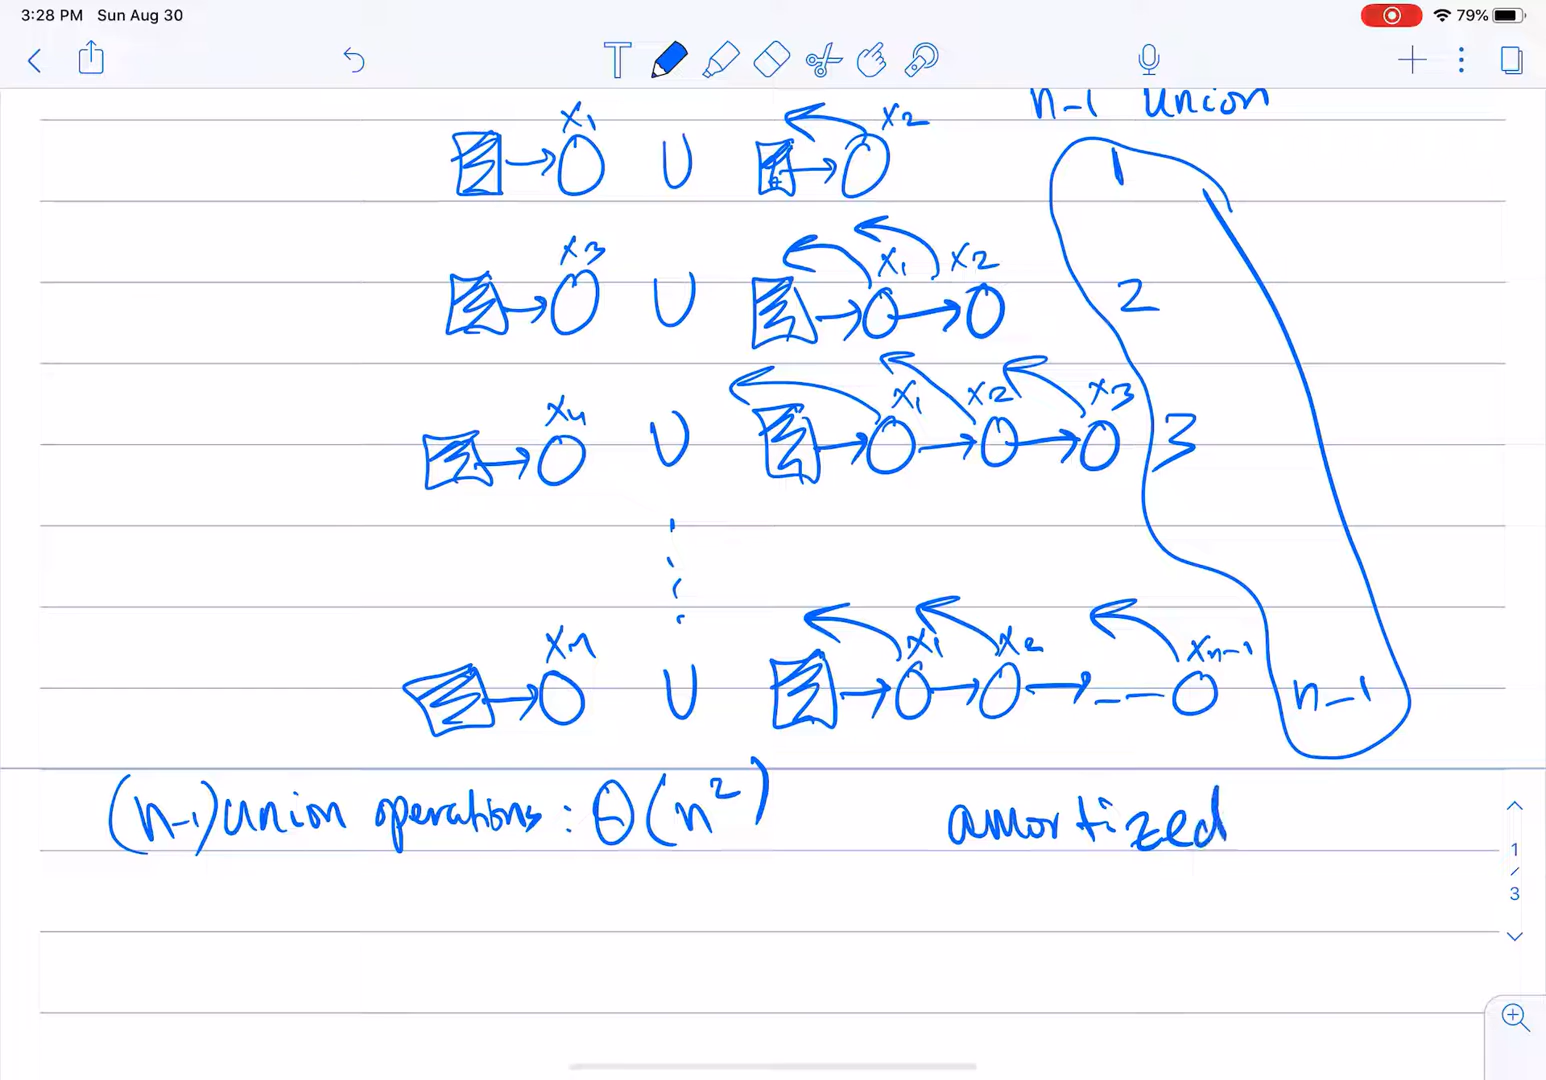 3:28 PM Sun Aug 30
79%
T
n-1 union
x1 U x2
1
x3 U x1 x2
2
x4 U x1 x2 x3
3
xn U x1 x2 xn-1
n-1
(n-1) union operations : Θ(n²) amortized
1
/
3